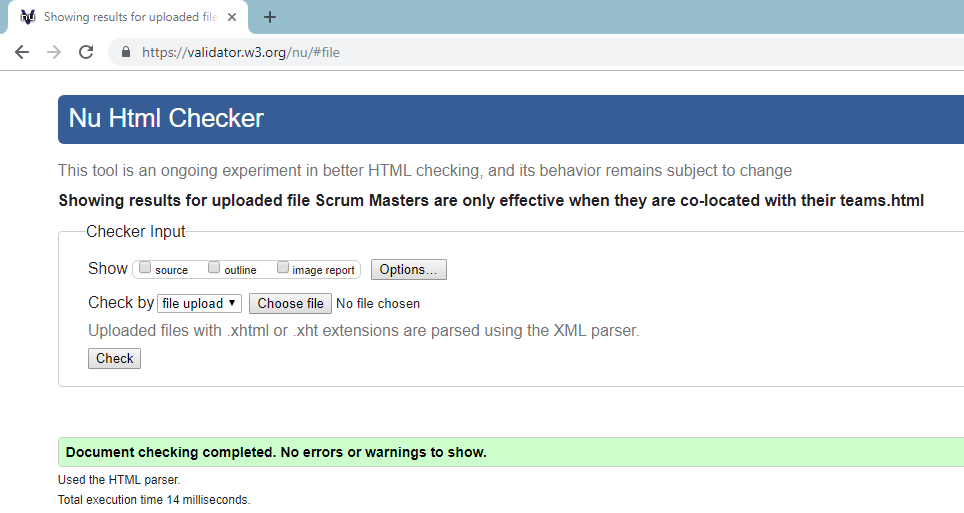 Showing results for uploaded file
https://validator.w3.org/nu/#file
Nu Html Checker
This tool is an ongoing experiment in better HTML checking, and its behavior remains subject to change
Showing results for uploaded file Scrum Masters are only effective when they are co-located with their teams.html
Checker Input
Show source outline image report Options...
Check by file upload Choose file No file chosen
Uploaded files with .xhtml or .xht extensions are parsed using the XML parser.
Check
Document checking completed. No errors or warnings to show.
Used the HTML parser.
Total execution time 14 milliseconds.